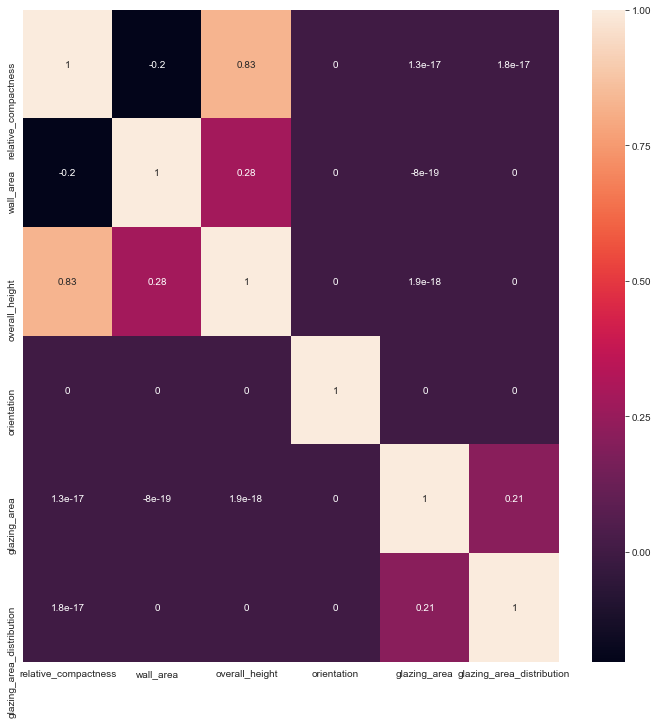 relative_compactness 1 -0.2 0.83 0 1.3e-17 1.8e-17
wall_area -0.2 1 0.28 0 -8e-19 0
overall_height 0.83 0.28 1 0 1.9e-18 0
orientation 0 0 0 1 0 0
glazing_area 1.3e-17 -8e-19 1.9e-18 0 1 0.21
glazing_area_distribution 1.8e-17 0 0 0 0.21 1
relative_compactness wall_area overall_height orientation glazing_area glazing_area_distribution
1.00
0.75
0.50
0.25
0.00